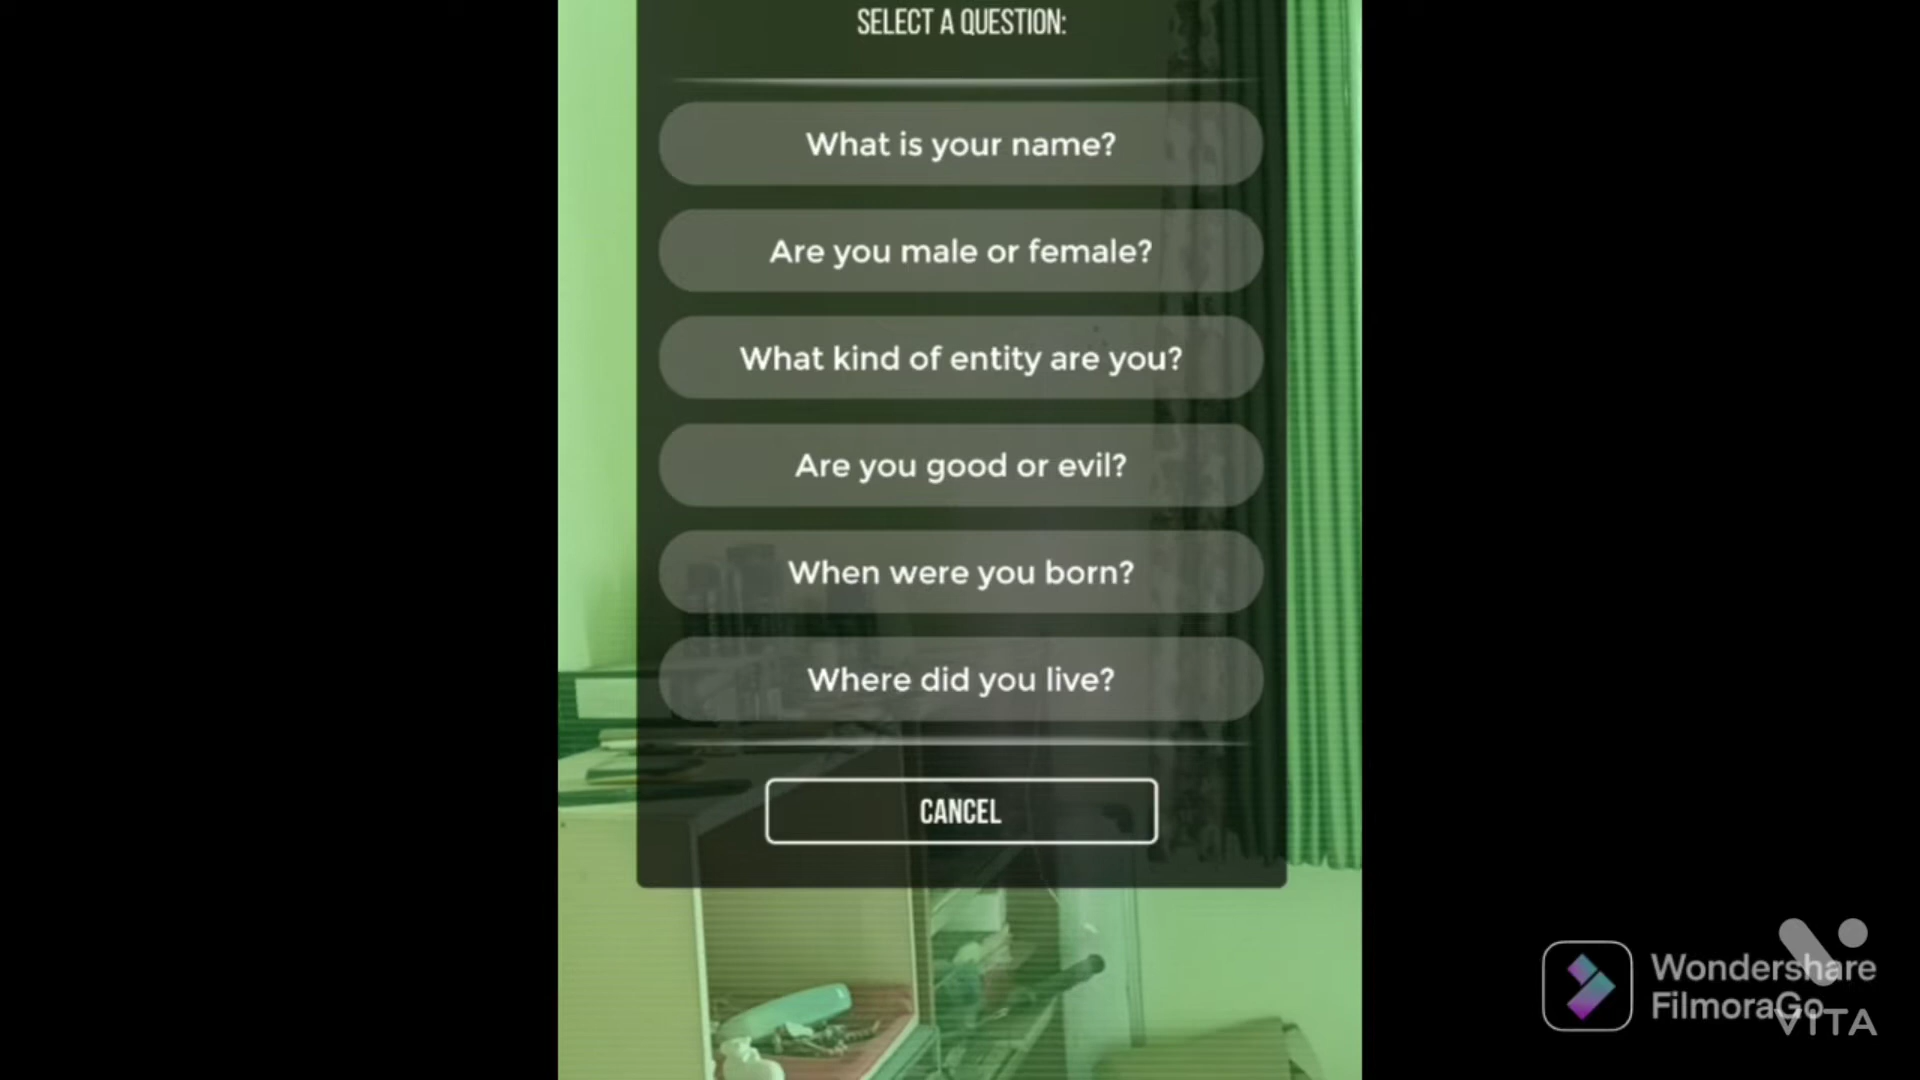 SELECT A QUESTION:
What is your name?
Are you male or female?
What kind of entity are you?
Are you good or evil?
When were you born?
Where did you live?
CANCEL
Wondershare
FilmoraGo
VITA